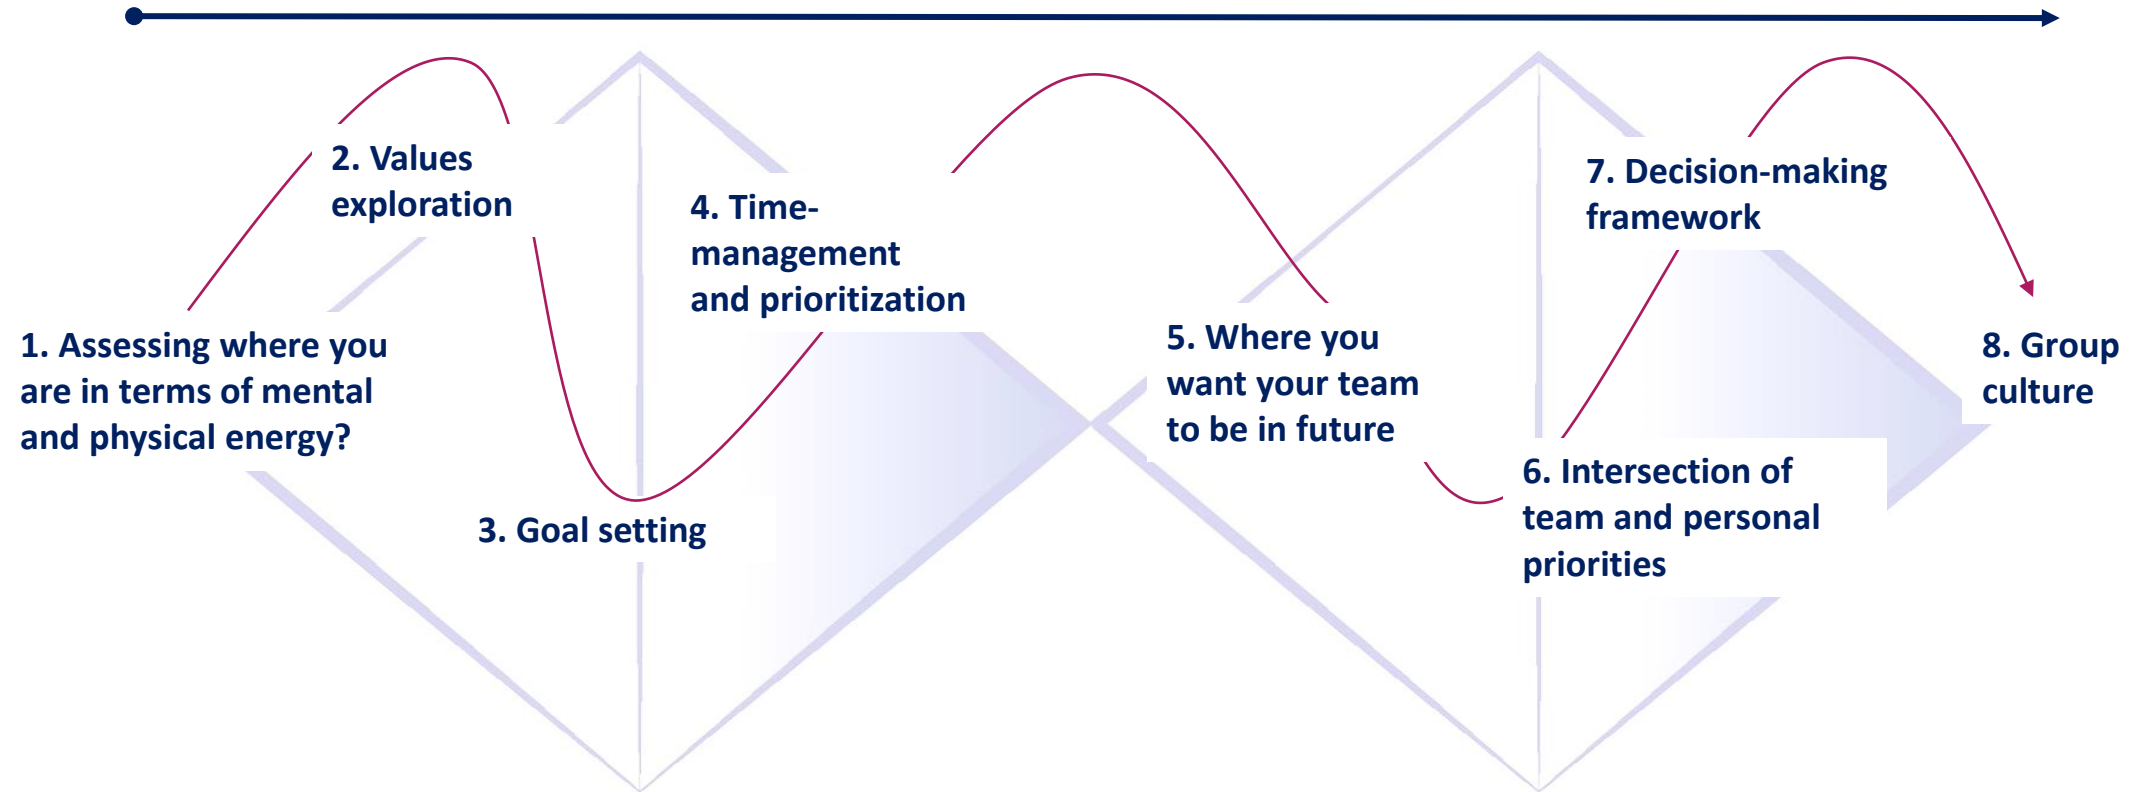 1. Assessing where you
are in terms of mental
and physical energy?
2. Values
exploration
3. Goal setting
4. Time-
management
and prioritization
5. Where you
want your team
to be in future
6. Intersection of
team and personal
priorities
7. Decision-making
framework
8. Group
culture